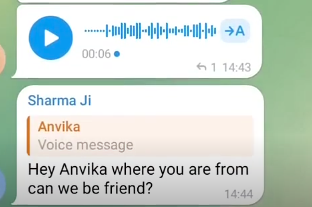 →A
00:06
1 14:43
Sharma Ji
Anvika
Voice message
Hey Anvika where you are from
can we be friend?
14:44